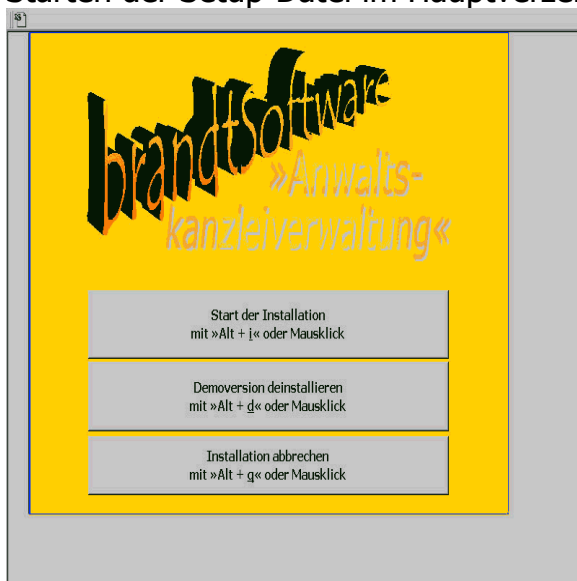 Starten der Setup-Datei im Hauptverze
brandtsoftware
»Anwalts-
kanzleiverwaltung«
Start der Installation
mit »Alt + i« oder Mausklick
Demoversion deinstallieren
mit »Alt + d« oder Mausklick
Installation abbrechen
mit »Alt + q« oder Mausklick